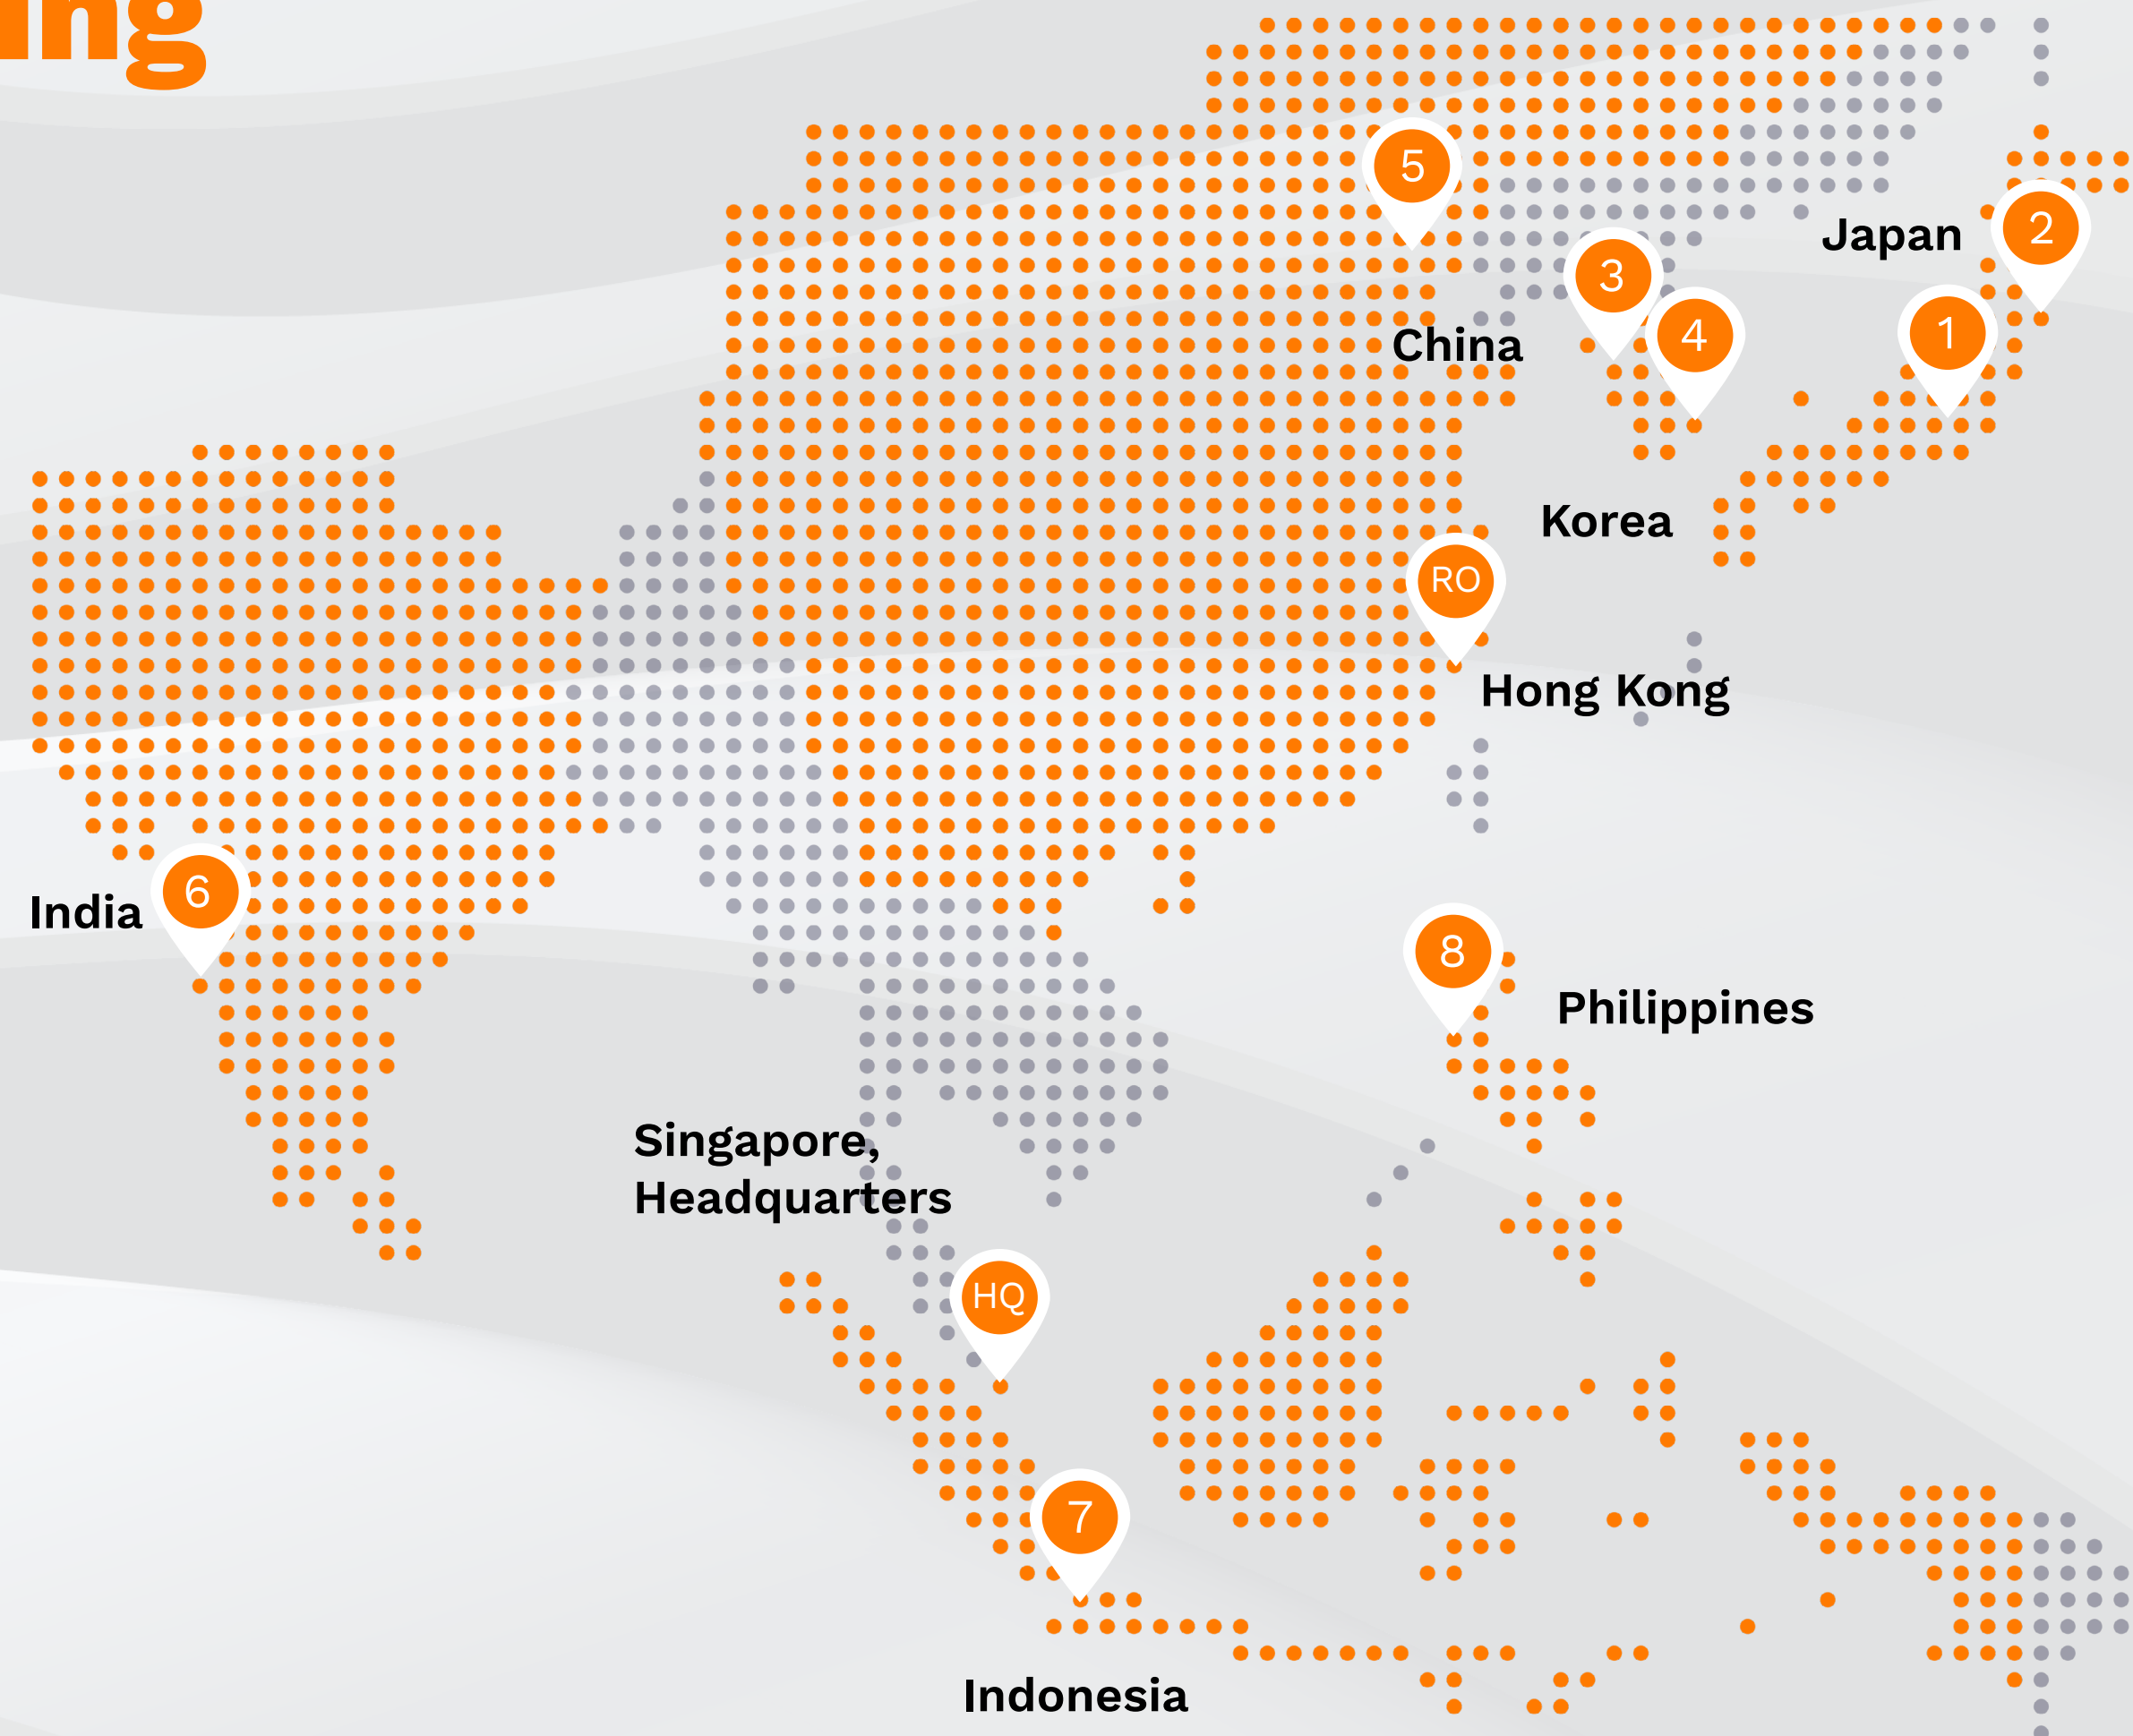 ing
5
2
Japan
3
1
4
China
Korea
RO
Hong Kong
6
India
8
Philippines
Singapore,
Headquarters
HQ
7
Indonesia